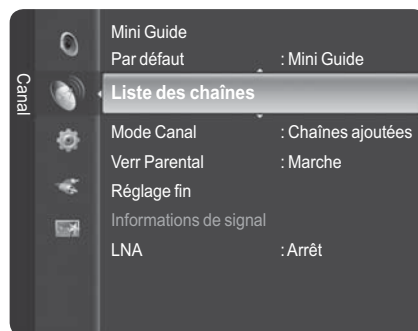 Canal
Mini Guide
Par défaut : Mini Guide
Liste des chaînes
Mode Canal : Chaînes ajoutées
Verr Parental : Marche
Réglage fin
Informations de signal
LNA : Arrêt